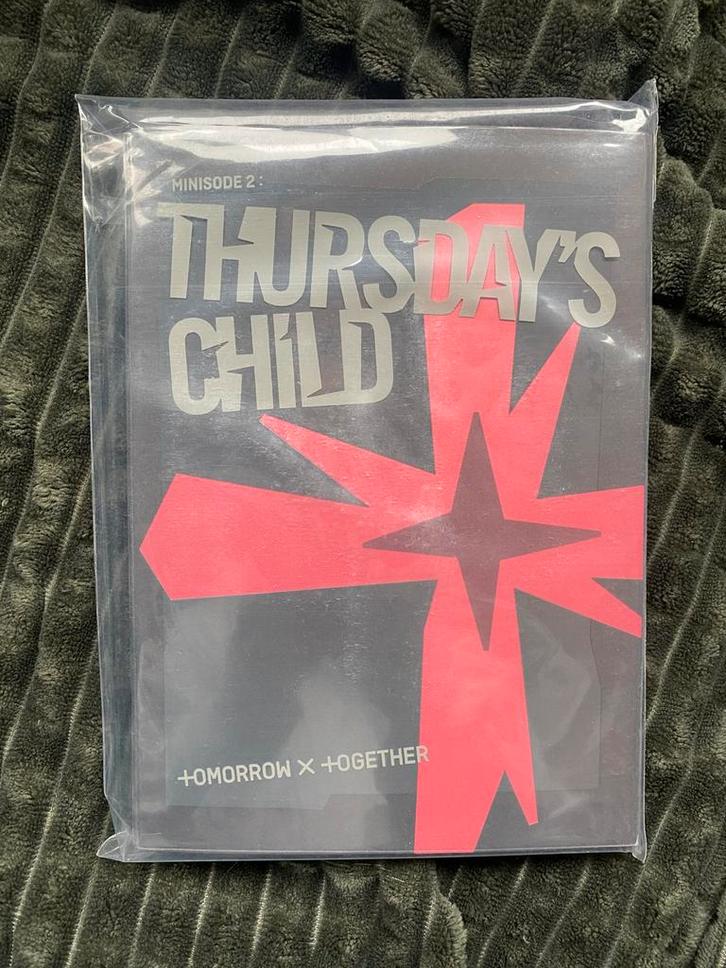 MINISODE 2:
THURSDAY'S
CHILD
TOMORROW X TOGETHER